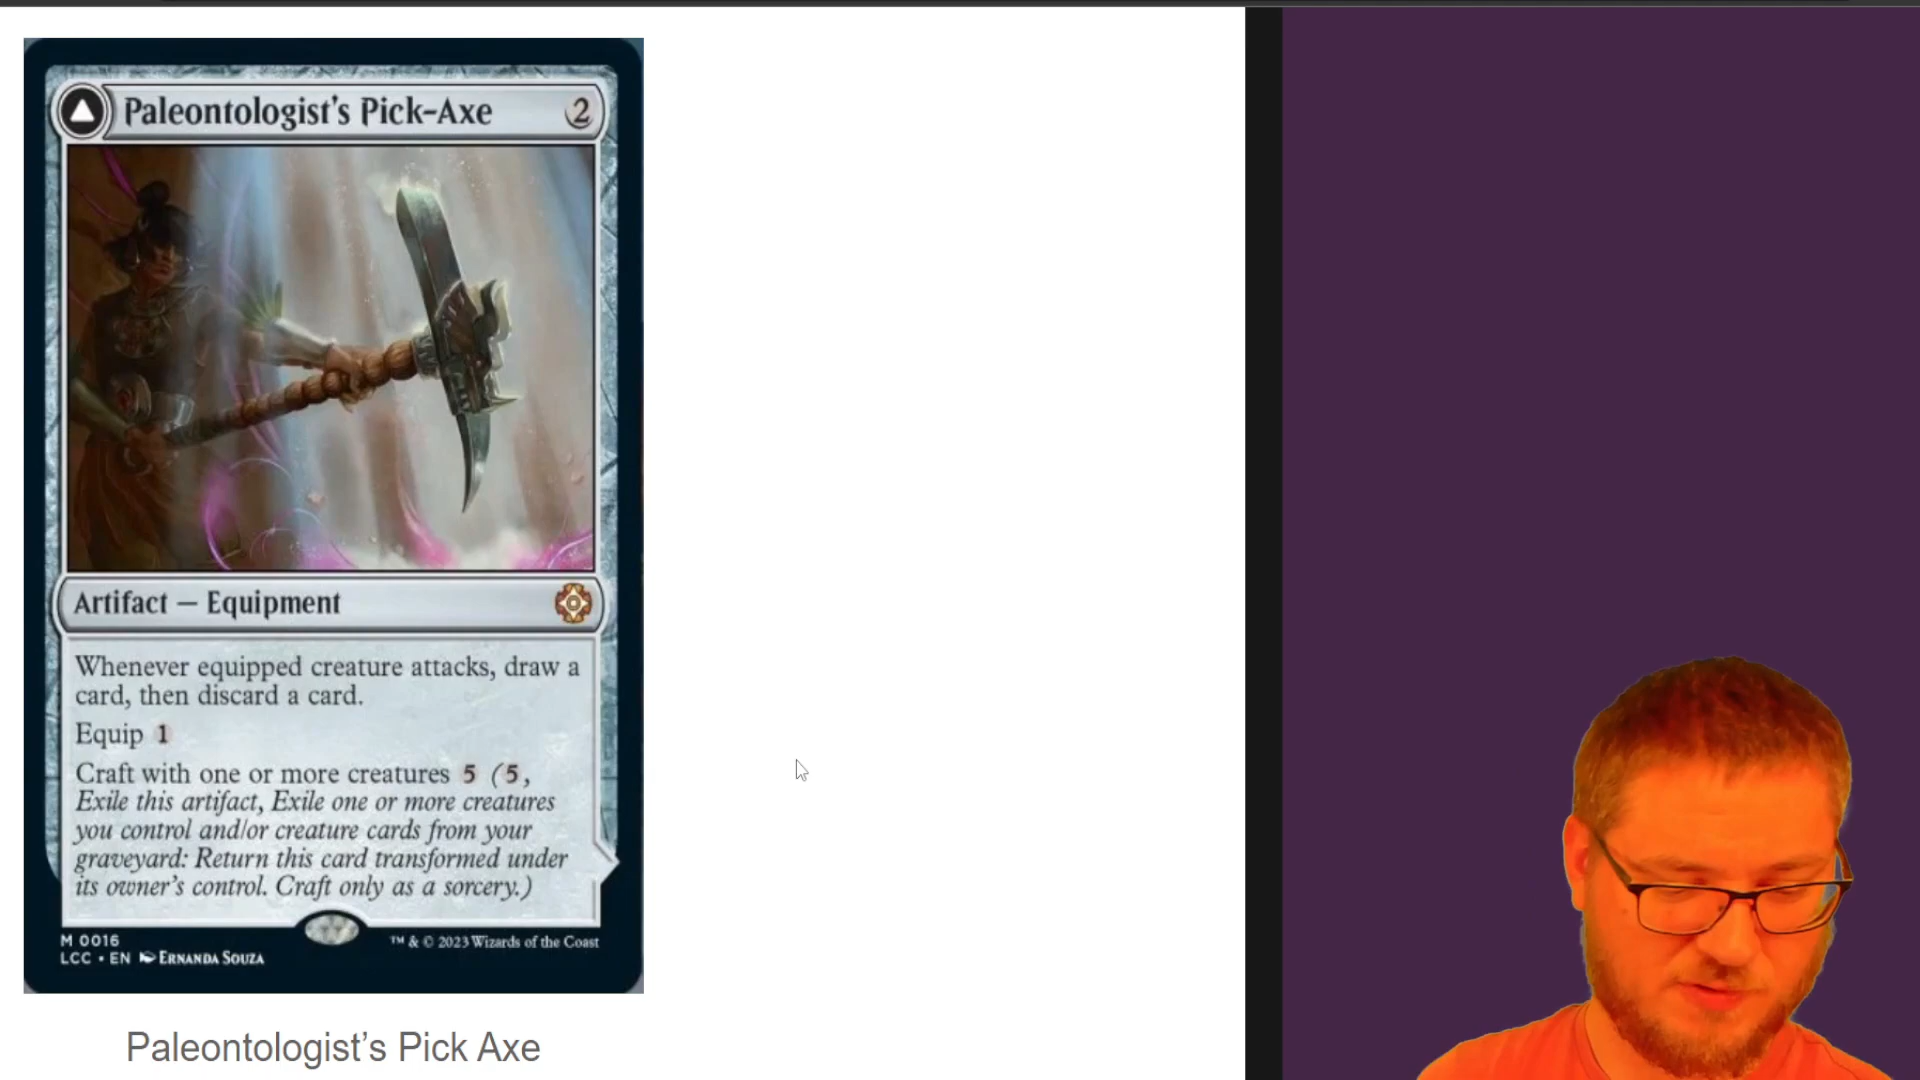 Paleontologist's Pick-Axe 2
Artifact — Equipment
Whenever equipped creature attacks, draw a
card, then discard a card.
Equip 1
Craft with one or more creatures 5 (5,
Exile this artifact, Exile one or more creatures
you control and/or creature cards from your
graveyard: Return this card transformed under
its owner's control. Craft only as a sorcery.)
M 0016
™ & © 2023 Wizards of the Coast
LCC • EN ERNANDA SOUZA
Paleontologist’s Pick Axe